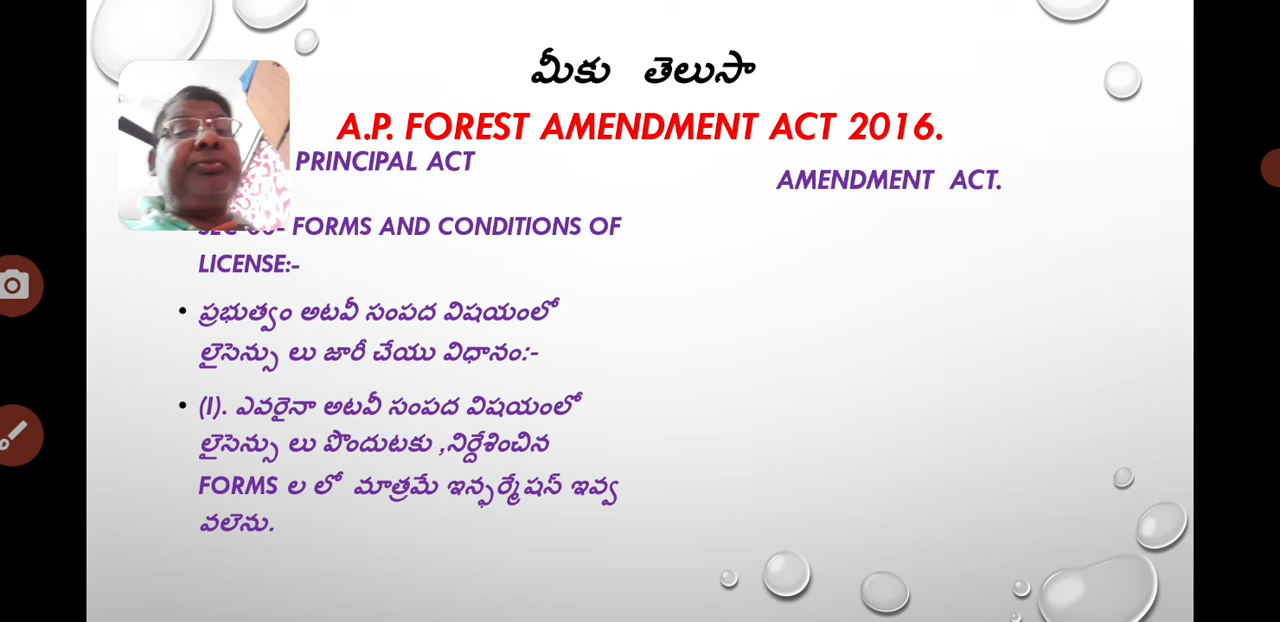 మీకు తెలుసా
A.P. FOREST AMENDMENT ACT 2016.
PRINCIPAL ACT
AMENDMENT ACT.
FORMS AND CONDITIONS OF
LICENSE:-
• ప్రభుత్వం అటవీ సంపద విషయంలో
లైసెన్సు లు జారీ చేయు విధానం:-
• (I). ఎవరైనా అటవీ సంపద విషయంలో
లైసెన్సు లు పొందుటకు ,నిర్దేశించిన
FORMS ల లో మాత్రమే ఇన్ఫర్మేషన్ ఇవ్వ
వలెను.